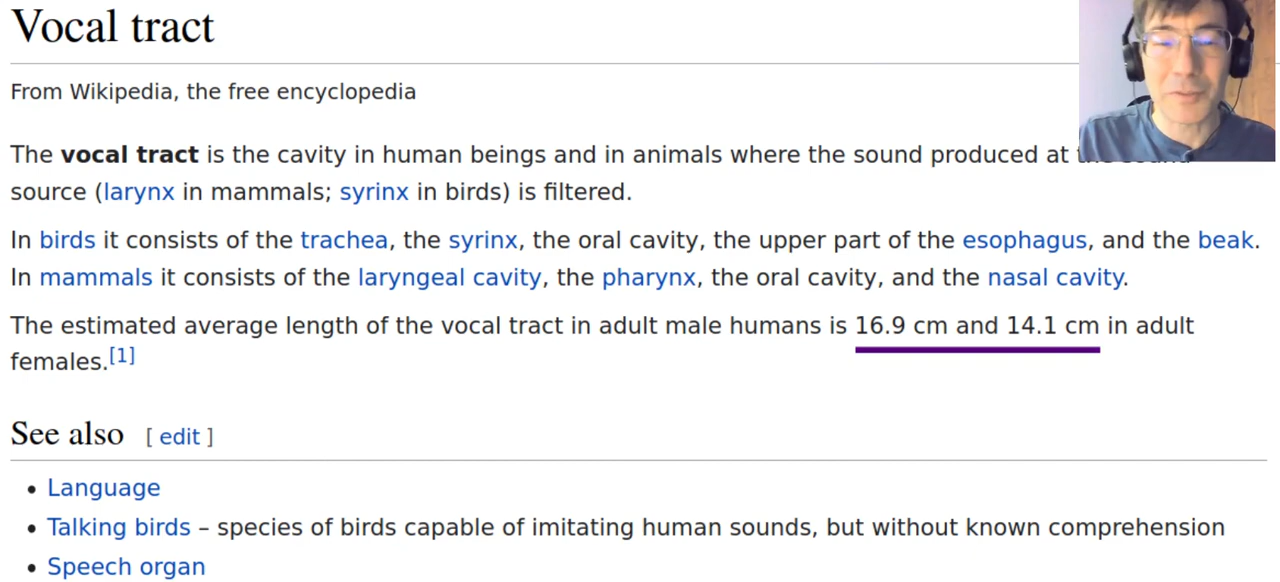 Vocal tract
From Wikipedia, the free encyclopedia
The vocal tract is the cavity in human beings and in animals where the sound produced at
source (larynx in mammals; syrinx in birds) is filtered.
In birds it consists of the trachea, the syrinx, the oral cavity, the upper part of the esophagus, and the beak.
In mammals it consists of the laryngeal cavity, the pharynx, the oral cavity, and the nasal cavity.
The estimated average length of the vocal tract in adult male humans is 16.9 cm and 14.1 cm in adult
females.[1]
See also [ edit ]
• Language
• Talking birds – species of birds capable of imitating human sounds, but without known comprehension
• Speech organ